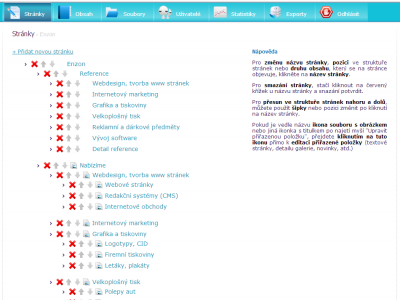 Stránky
Obsah
Soubory
Uživatelé
Statistiky
Exporty
Odhlásit
Stránky - Enzon
» Přidat novou stránku
Enzon
Reference
Webdesign, tvorba www stránek
Internetový marketing
Grafika a tiskoviny
Velkoplošný tisk
Reklamní a dárkové předměty
Vývoj software
Detail reference
Nabízíme
Webdesign, tvorba www stránek
Webové stránky
Redakční systémy (CMS)
Internetové obchody
Internetový marketing
Grafika a tiskoviny
Logotypy, CI3D
Firemní tiskoviny
Letáky, plakáty
Velkoplošný tisk
Polepy aut
Nápověda
Pro změnu názvu stránky, pozici ve struktuře
stránek nebo druhu obsahu, který se na stránce
objevuje, klikněte na název stránky.
Pro smazání stránky, stačí kliknout na červený
křížek u názvu stránky a smazání potvrdit.
Pro přesun ve struktuře stránek nahoru a dolů,
můžete použít šipky nebo pozici změnit po kliknutí
na název stránky.
Pokud je vedle názvu ikona souboru s obrázkem
nebo jiná ikonka s titulkem po najetí myší "Upravit
přiřazenou položku", přejdete kliknutím na tuto
ikonu přímo k editaci přiřazené položky (textové
stránky, detailu galerie, novinky, atd.)